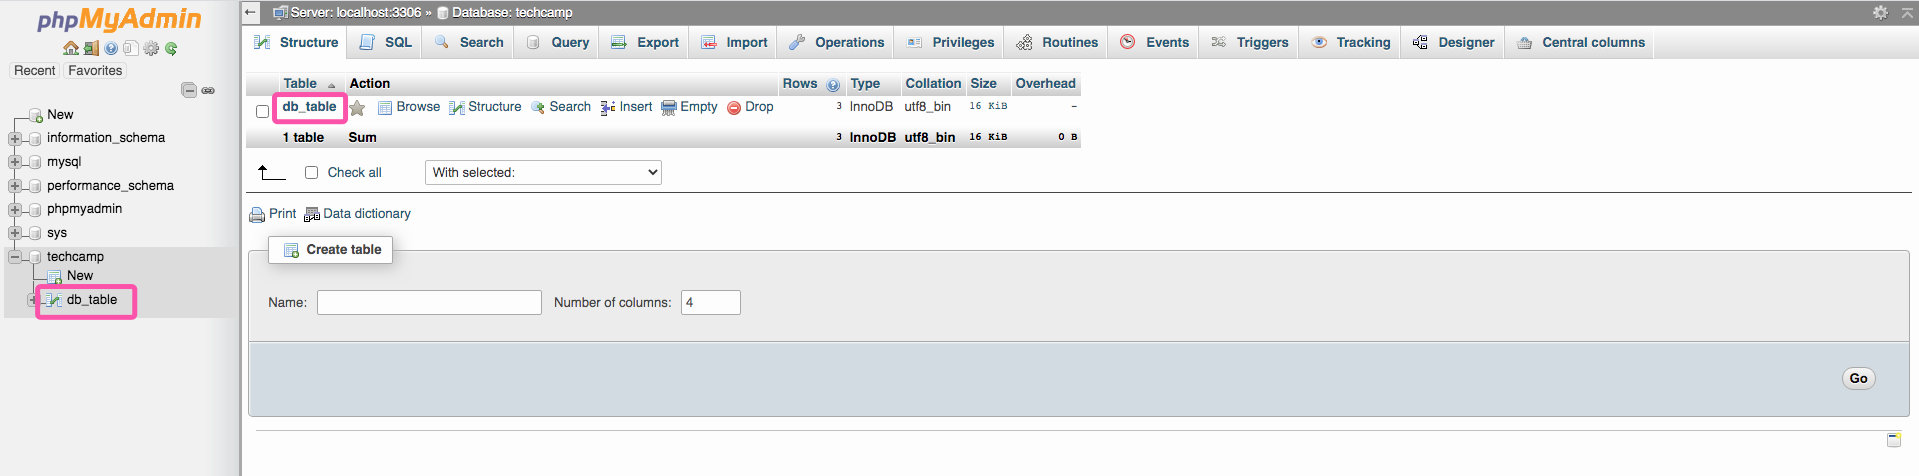 phpMyAdmin
Recent Favorites
New
information_schema
mysql
performance_schema
phpmyadmin
sys
techcamp
New
db_table
Server: localhost:3306 » Database: techcamp
Structure SQL Search Query Export Import Operations Privileges Routines Events Triggers Tracking Designer Central columns
Table Action Rows Type Collation Size Overhead
db_table Browse Structure Search Insert Empty Drop 3 InnoDB utf8_bin 16 KiB -
1 table Sum 3 InnoDB utf8_bin 16 KiB 0 B
Check all With selected:
Print Data dictionary
Create table
Name: Number of columns: 4
Go